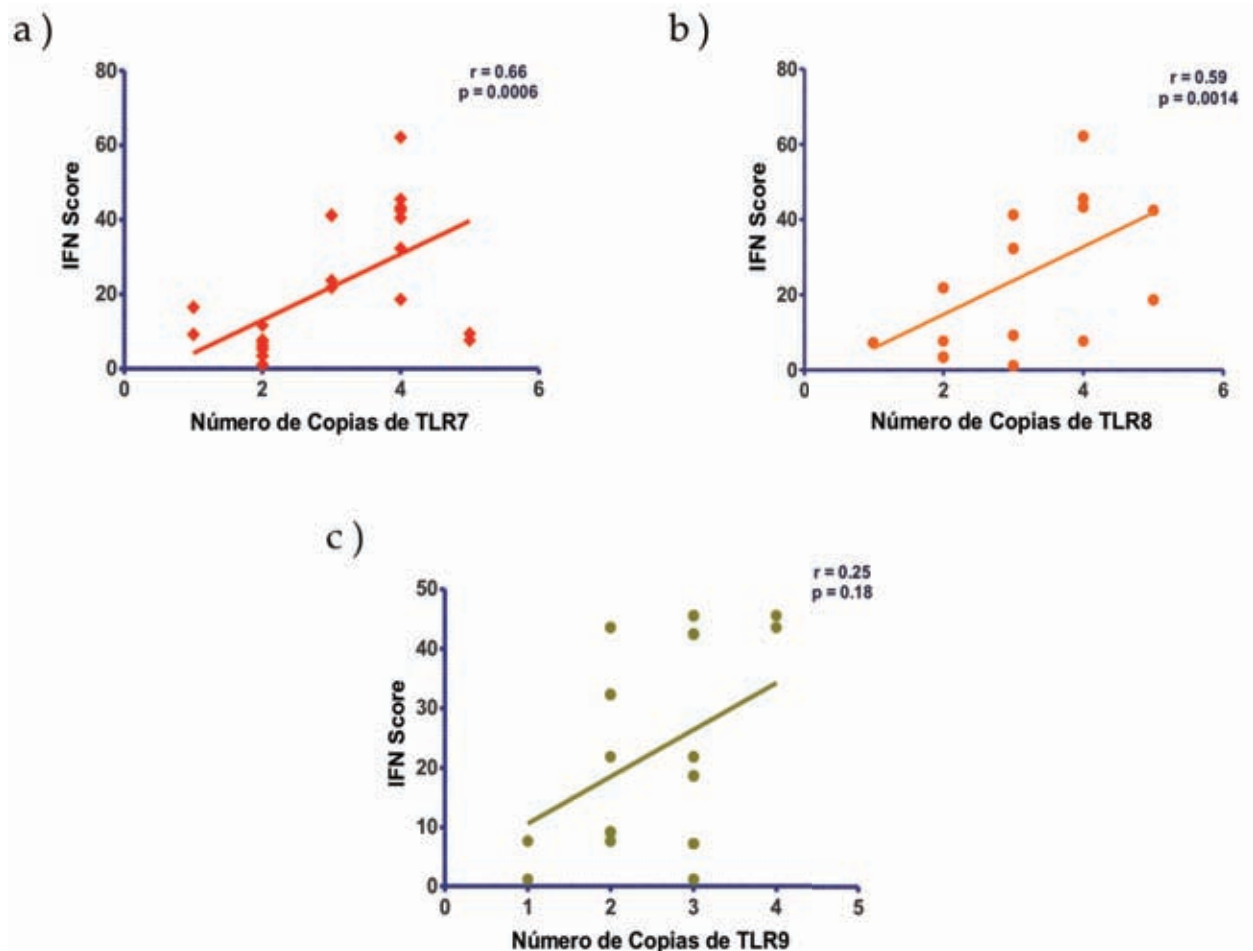 a )
r = 0.66
p = 0.0006
80
60
40
20
0
IFN Score
0 2 4 6
Número de Copias de TLR7
b )
r = 0.59
p = 0.0014
80
60
40
20
0
IFN Score
0 2 4 6
Número de Copias de TLR8
c )
r = 0.25
p = 0.18
50
40
30
20
10
0
IFN Score
0 1 2 3 4 5
Número de Copias de TLR9